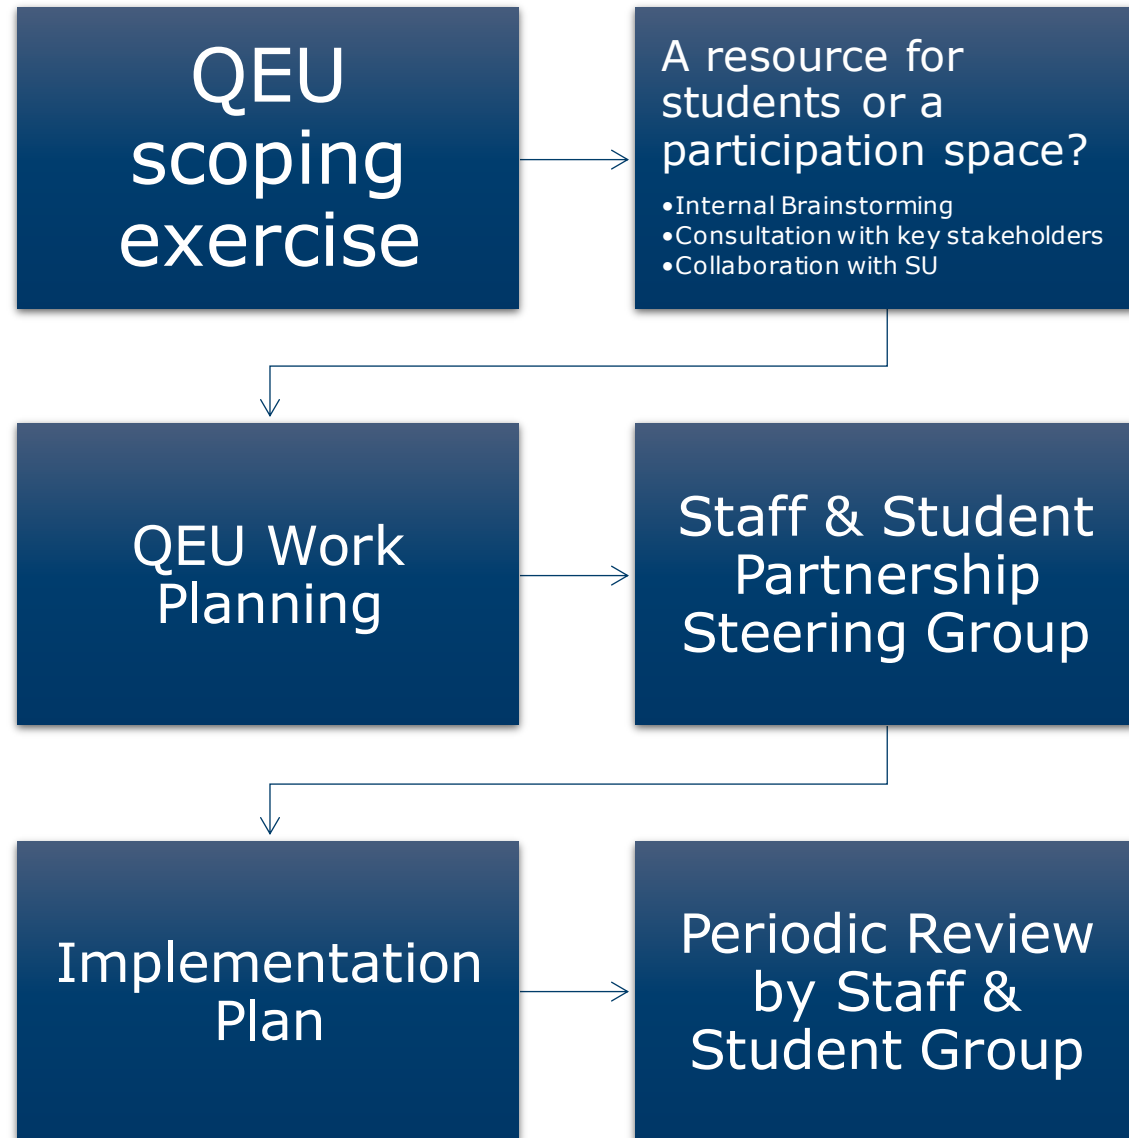 QEU
scoping
exercise
A resource for
students or a
participation space?
•Internal Brainstorming
•Consultation with key stakeholders
•Collaboration with SU
QEU Work
Planning
Staff & Student
Partnership
Steering Group
Implementation
Plan
Periodic Review
by Staff &
Student Group